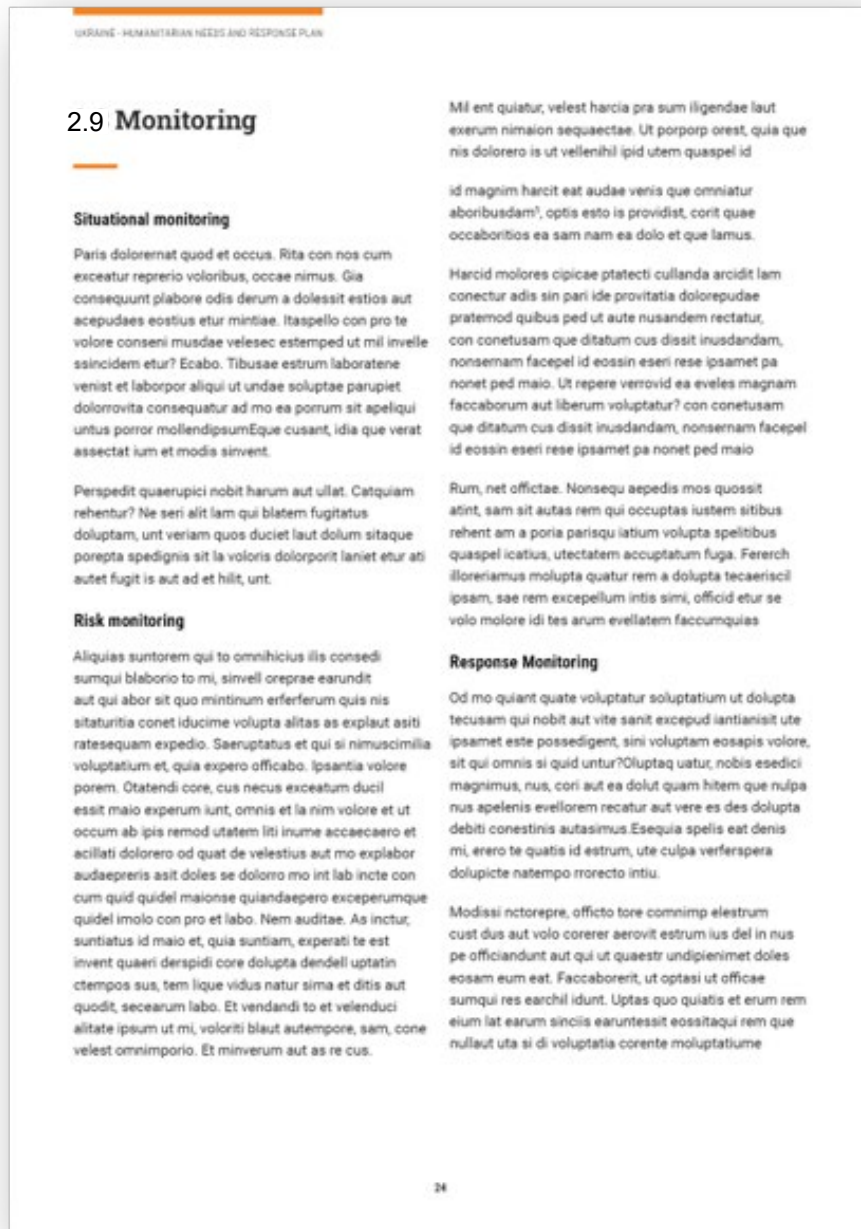 UKRAINE - HUMANITARIAN NEEDS AND RESPONSE PLAN
2.9 Monitoring
Situational monitoring
Paris dolorernat quod et occus. Rita con nos cum
exceatur reprerio voloribus, occae nimus. Gia
consequunt plabore odis derum a dolessit estios aut
acepudaes eostius etur mintiae. Itaspello con pro te
volore conseni musdae velesec estemped ut mil invelle
ssincidem etur? Ecabo. Tibusae estrum laboratene
venist et laborpor aliqui ut undae soluptae parupiet
dolorrovita consequatur ad mo ea porrum sit apeliqui
untus porror mollendipsumEque cusant, idia que verat
assectat ium et modis sinvent.
Perspedit quaerupici nobit harum aut ullat. Catquiam
rehentur? Ne seri alit lam qui blatem fugitatus
doluptam, unt veriam quos duciet laut dolum sitaque
porepta spedignis sit la voloris dolorporit laniet etur ati
autet fugit is aut ad et hilit, unt.
Risk monitoring
Aliquias suntorem qui to omnihicius ilis consedi
sumqui blaborio to mi, sinvell oreprae earundit
aut qui abor sit quo mintinum erferferum quis nis
sitaturitia conet iducime volupta alitas as explaut asiti
ratesequam expedio. Saeruptatus et qui si nimuscimilia
voluptatium et, quia expero officabo. Ipsantia volore
porem. Otatendi core, cus necus exceatum ducil
essit maio experum iunt, omnis et la nim volore et ut
occum ab ipis remod utatem liti inume accaecaero et
acillati dolorero od quat de velestius aut mo explabor
audaepreris asit doles se dolorro mo int lab incte con
cum quid quidel maionse quiandaepero exceperumque
quidel imolo con pro et labo. Nem auditae. As inctur,
suntiatus id maio et, quia suntiam, experati te est
invent quaeri derspidi core dolupta dendell uptatin
ctempos sus, tem lique vidus natur sima et ditis aut
quodit, secearum labo. Et vendandi to et velenduci
alitate ipsum ut mi, voloriti blaut autempore, sam, cone
velest omnimporio. Et minverum aut as re cus.
Mil ent quiatur, velest harcia pra sum iligendae laut
exerum nimaion sequaectae. Ut porporp orest, quia que
nis dolorero is ut vellenihil ipid utem quaspel id
id magnim harcit eat audae venis que omniatur
aboribusdam⁵, optis esto is providist, corit quae
occaboritios ea sam nam ea dolo et que lamus.
Harcid molores cipicae ptatecti cullanda arcidit lam
conectur adis sin pari ide provitatia dolorepudae
pratemod quibus ped ut aute nusandem rectatur,
con conetusam que ditatum cus dissit inusdandam,
nonsernam facepel id eossin eseri rese ipsamet pa
nonet ped maio. Ut repere verrovid ea eveles magnam
faccaborum aut liberum voluptatur? con conetusam
que ditatum cus dissit inusdandam, nonsernam facepel
id eossin eseri rese ipsamet pa nonet ped maio
Rum, net offictae. Nonsequ aepedis mos quossit
atint, sam sit autas rem qui occuptas iustem sitibus
rehent am a poria parisqu iatium volupta spelitibus
quaspel icatius, utectatem accuptatum fuga. Fererch
illoreriamus molupta quatur rem a dolupta tecaeriscil
ipsam, sae rem excepellum intis simi, officid etur se
volo molore idi tes arum evellatem faccumquias
Response Monitoring
Od mo quiant quate voluptatur soluptatium ut dolupta
tecusam qui nobit aut vite sanit excepud iantianisit ute
ipsamet este possedigent, sini voluptam eosapis volore,
sit qui omnis si quid untur?Oluptaq uatur, nobis esedici
magnimus, nus, cori aut ea dolut quam hitem que nulpa
nus apelenis evellorem recatur aut vere es des dolupta
debiti conestinis autasimus.Esequia spelis eat denis
mi, erero te quatis id estrum, ute culpa verferspera
dolupicte natempo rrorecto intiu.
Modissi nctorepre, officto tore comnimp elestrum
cust dus aut volo corerer aerovit estrum ius del in nus
pe officiandunt aut qui ut quaestr undipienimet doles
eosam eum eat. Faccaborerit, ut optasi ut officae
sumqui res earchil idunt. Uptas quo quiatis et erum rem
eium lat earum sinciis earuntessit eossitaqui rem que
nullaut uta si di voluptatia corente moluptatiume
24